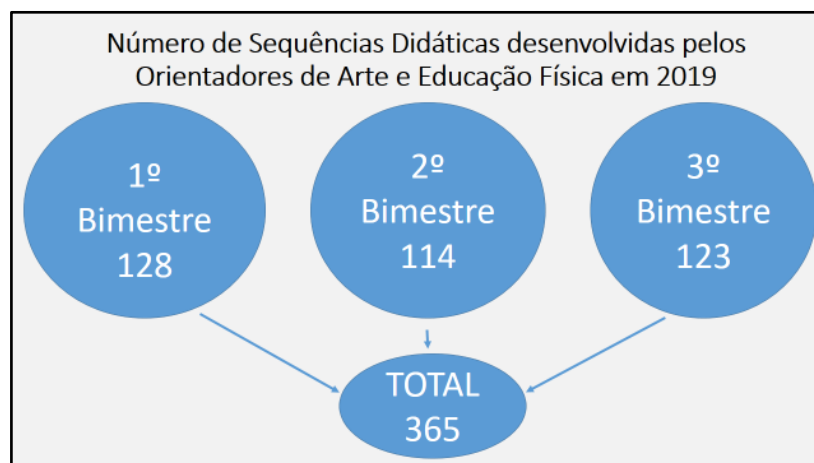 Número de Sequências Didáticas desenvolvidas pelos
Orientadores de Arte e Educação Física em 2019
1º
Bimestre
128
2º
Bimestre
114
3º
Bimestre
123
TOTAL
365